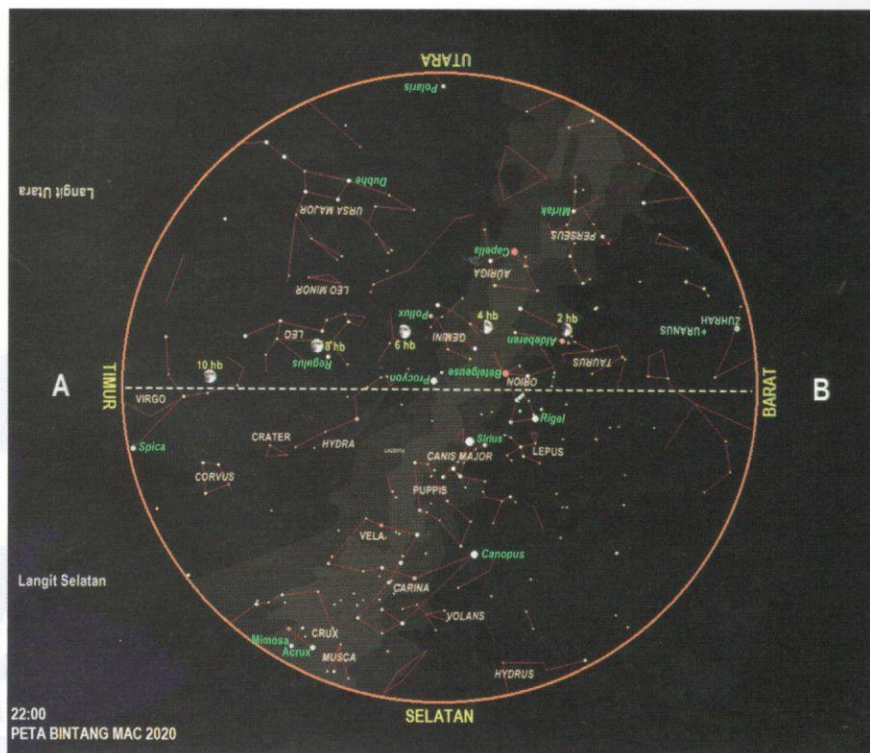 UTARA
Polaris
Langit Utara
Dubhe
URSA MAJOR
Mirfak
PERSEUS
Capella
AURIGA
LEO MINOR
Pollux
GEMINI
4 hb
2 hb
ZUHRAH
URANUS
LEO
8 hb
6 hb
Aldebaran
TAURUS
Regulus
10 hb
Procyon
Betelgeuse
ORION
A
TIMUR
BARAT
B
VIRGO
Rigel
Spica
CRATER
HYDRA
Sirius
CANIS MAJOR
LEPUS
CORVUS
PUPPIS
VELA
Canopus
Langit Selatan
CARINA
VOLANS
Mimosa
CRUX
Acrux
MUSCA
HYDRUS
22:00
PETA BINTANG MAC 2020
SELATAN